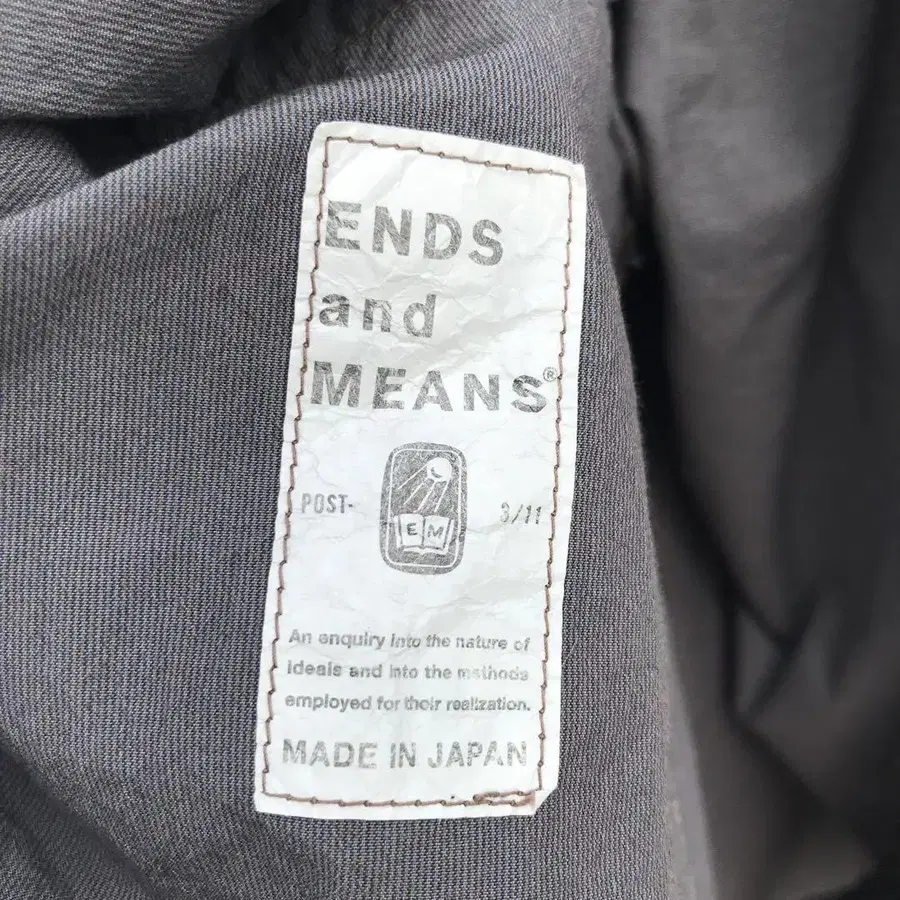 ENDS
and
MEANS®
POST- 3/11
E M
An enquiry into the nature of
ideals and into the methods
employed for their realization.
MADE IN JAPAN